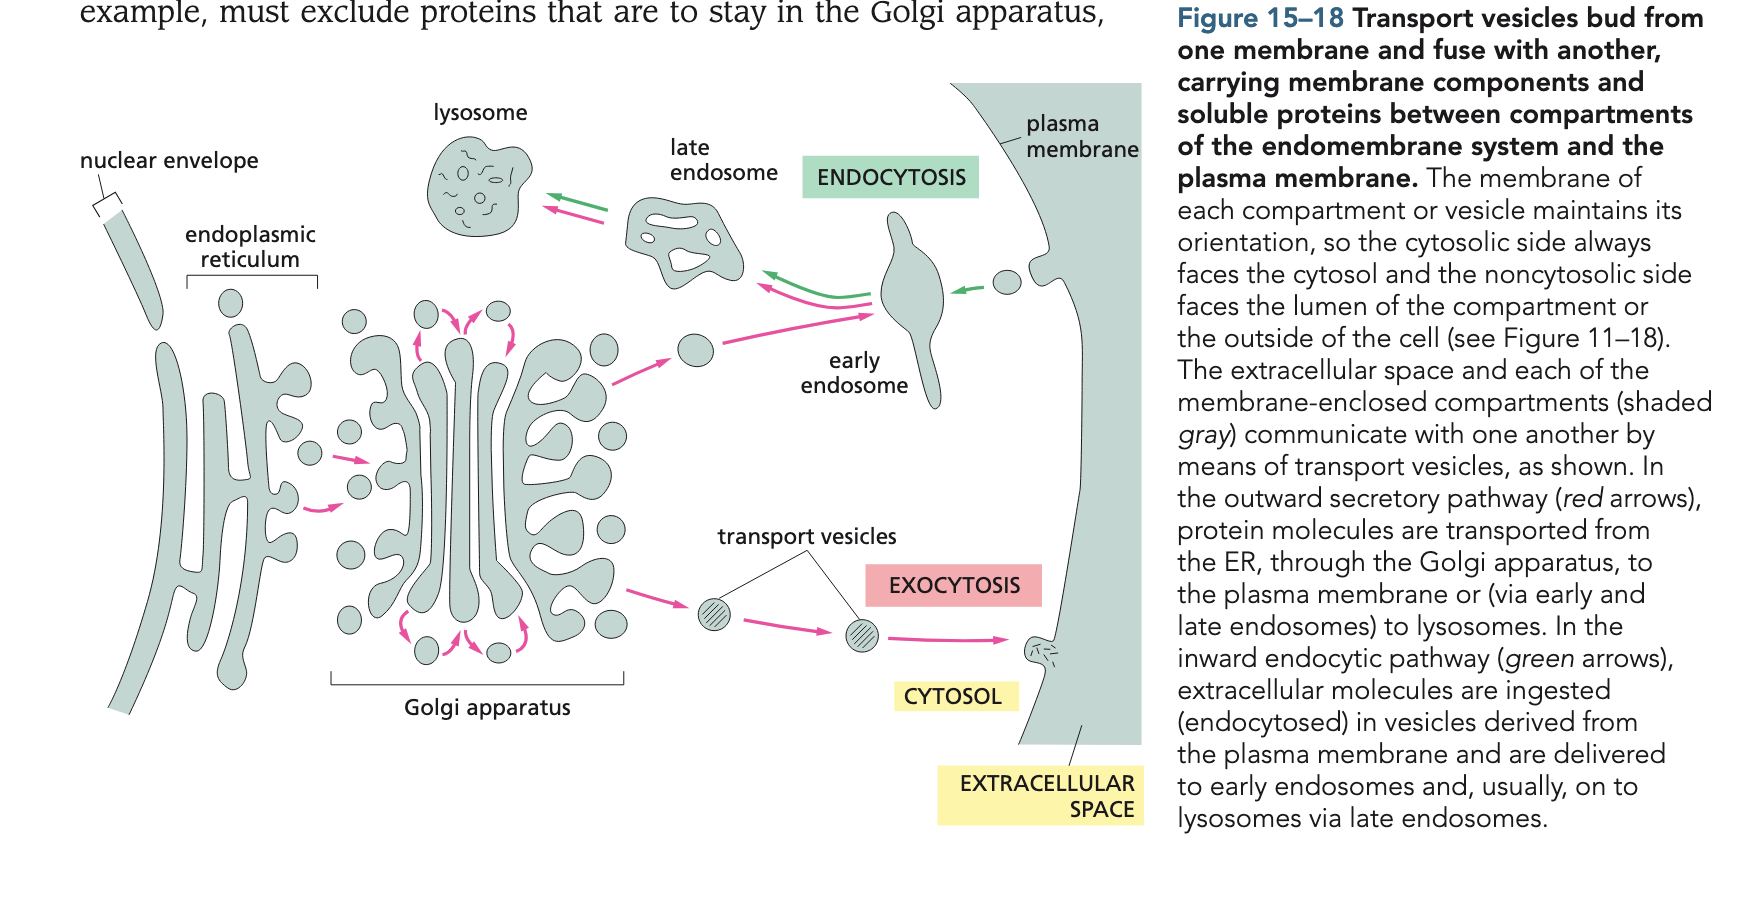 example, must exclude proteins that are to stay in the Golgi apparatus,
lysosome
nuclear envelope
endoplasmic
reticulum
late
endosome
ENDOCYTOSIS
plasma
membrane
early
endosome
transport vesicles
EXOCYTOSIS
CYTOSOL
Golgi apparatus
EXTRACELLULAR
SPACE
Figure 15–18 Transport vesicles bud from
one membrane and fuse with another,
carrying membrane components and
soluble proteins between compartments
of the endomembrane system and the
plasma membrane. The membrane of
each compartment or vesicle maintains its
orientation, so the cytosolic side always
faces the cytosol and the noncytosolic side
faces the lumen of the compartment or
the outside of the cell (see Figure 11–18).
The extracellular space and each of the
membrane-enclosed compartments (shaded
gray) communicate with one another by
means of transport vesicles, as shown. In
the outward secretory pathway (red arrows),
protein molecules are transported from
the ER, through the Golgi apparatus, to
the plasma membrane or (via early and
late endosomes) to lysosomes. In the
inward endocytic pathway (green arrows),
extracellular molecules are ingested
(endocytosed) in vesicles derived from
the plasma membrane and are delivered
to early endosomes and, usually, on to
lysosomes via late endosomes.